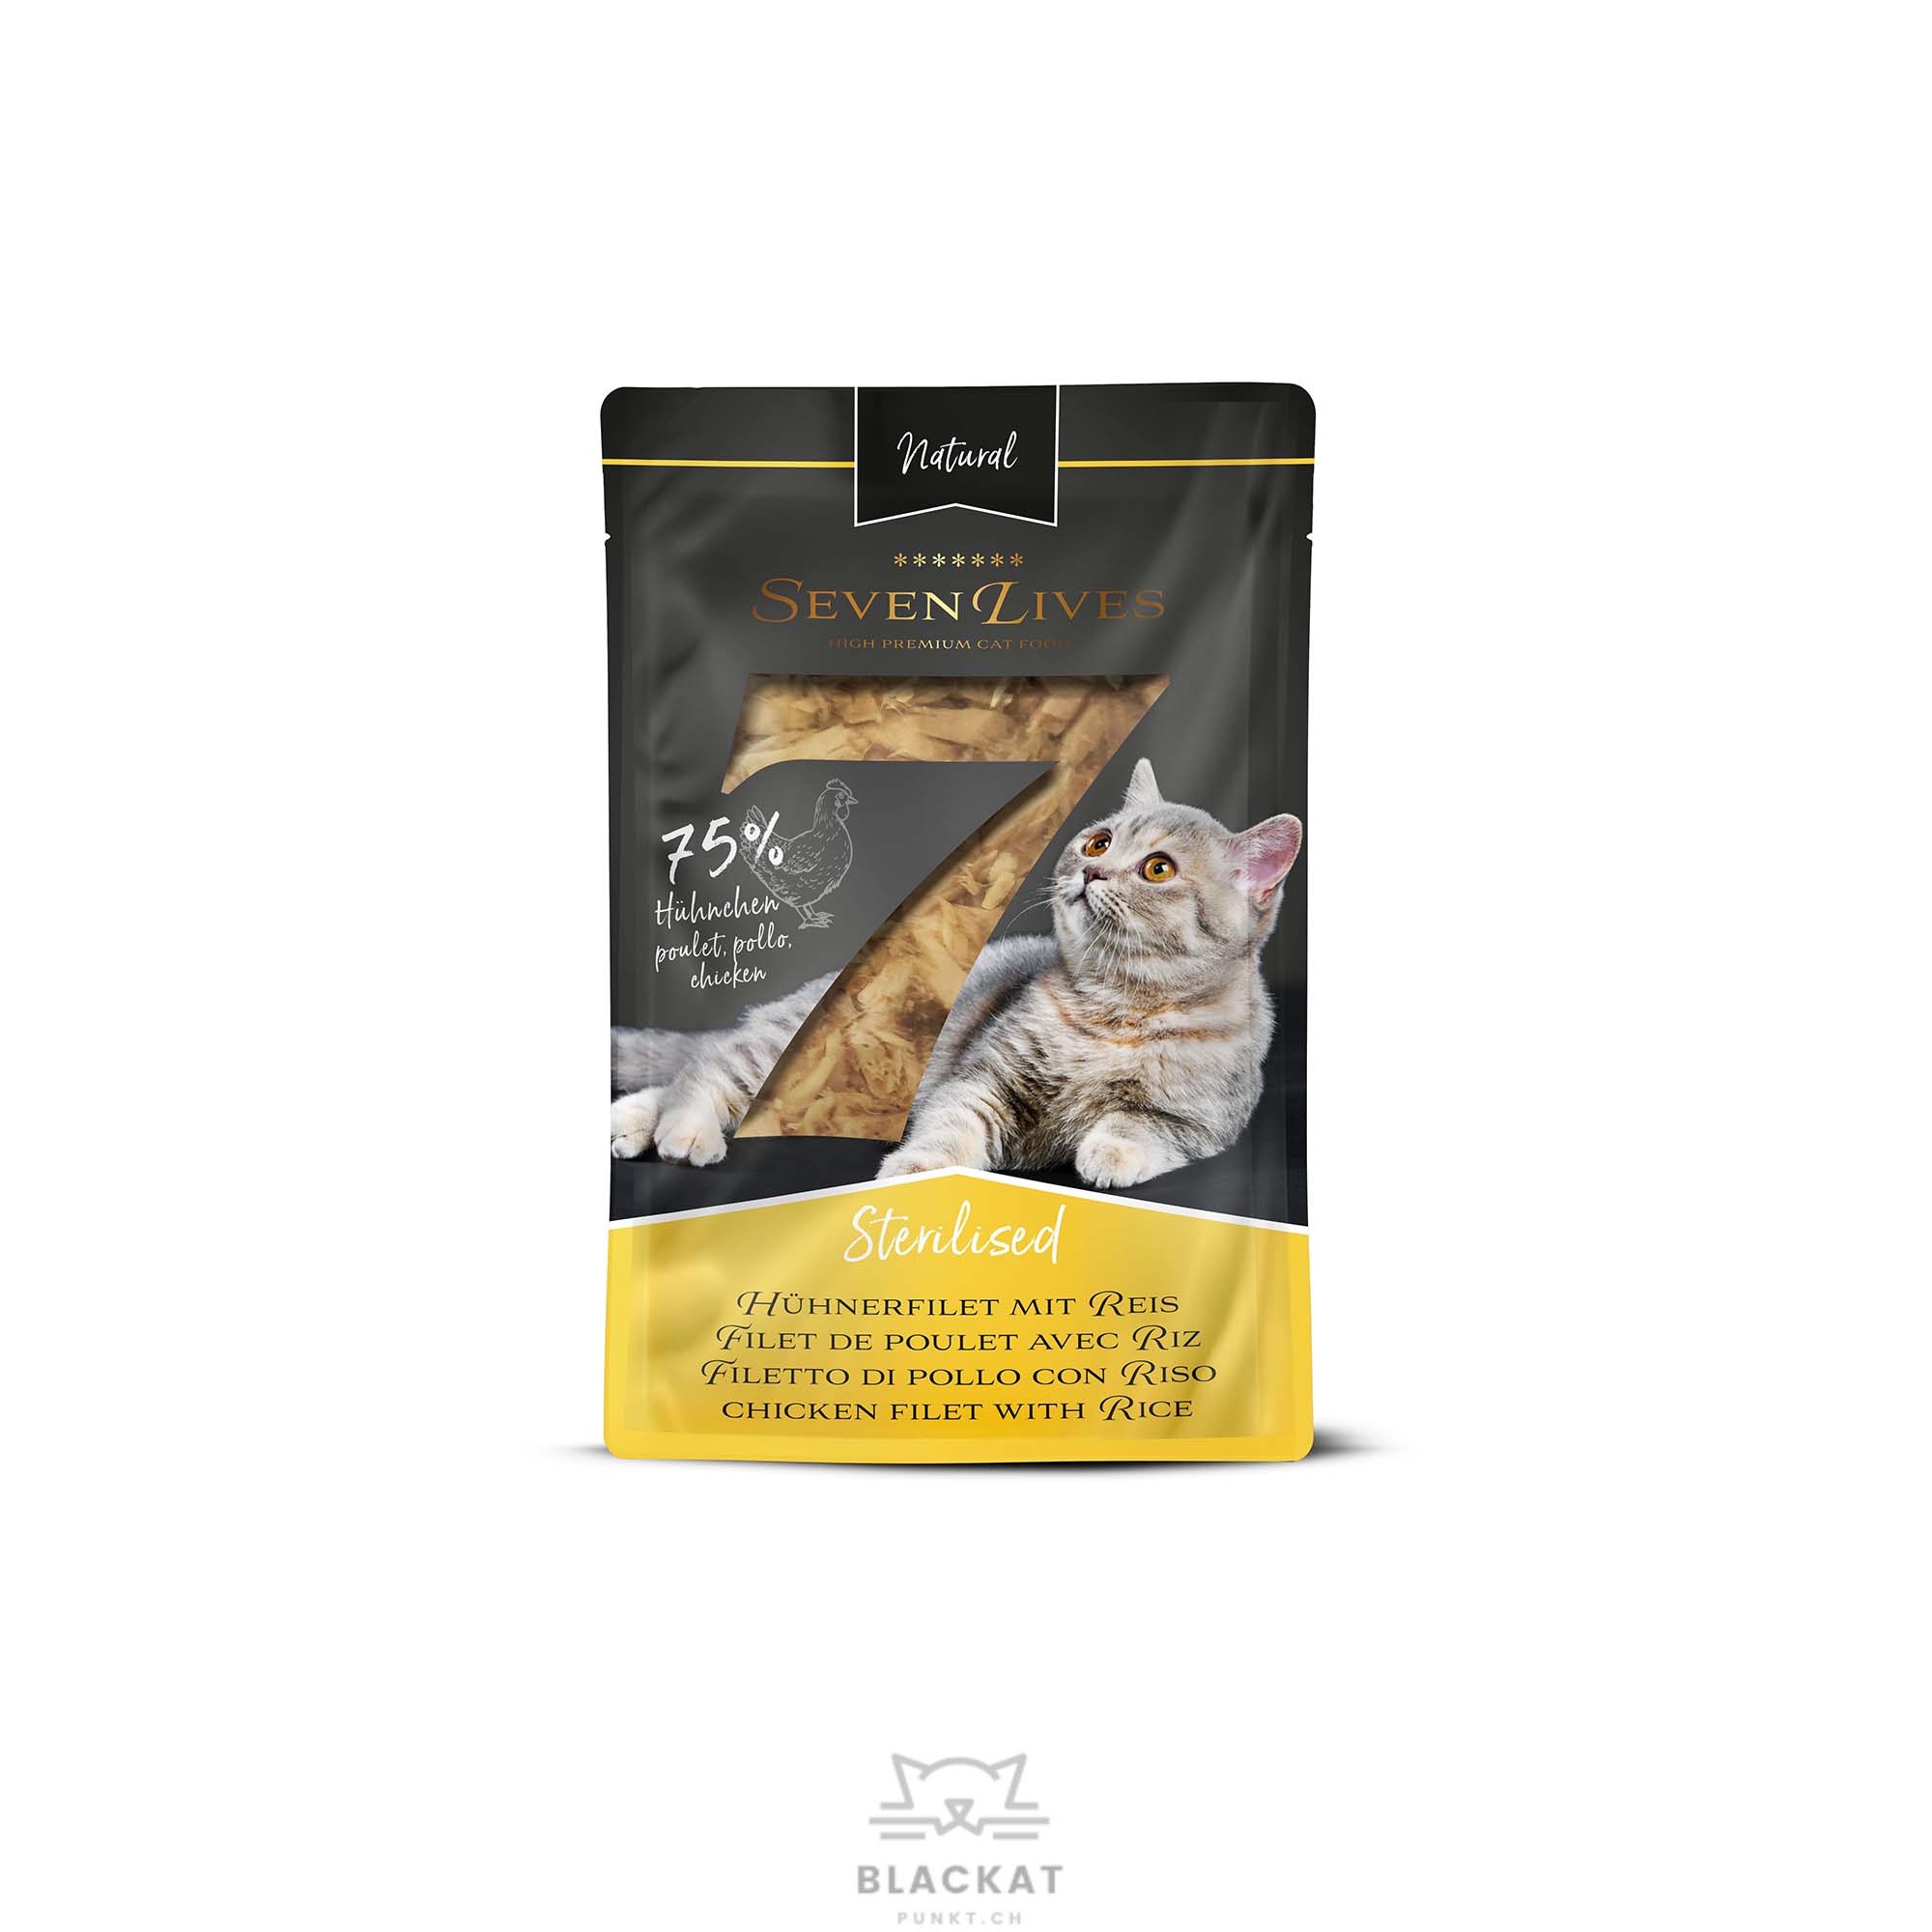 Natural
*******
SEVEN LIVES
HIGH PREMIUM CAT FOOD
7
75%
Hühnchen
poulet, pollo,
chicken
Sterilised
HÜHNERFILET MIT REIS
FILET DE POULET AVEC RIZ
FILETTO DI POLLO CON RISO
CHICKEN FILET WITH RICE
BLACKAT
PUNKT.CH